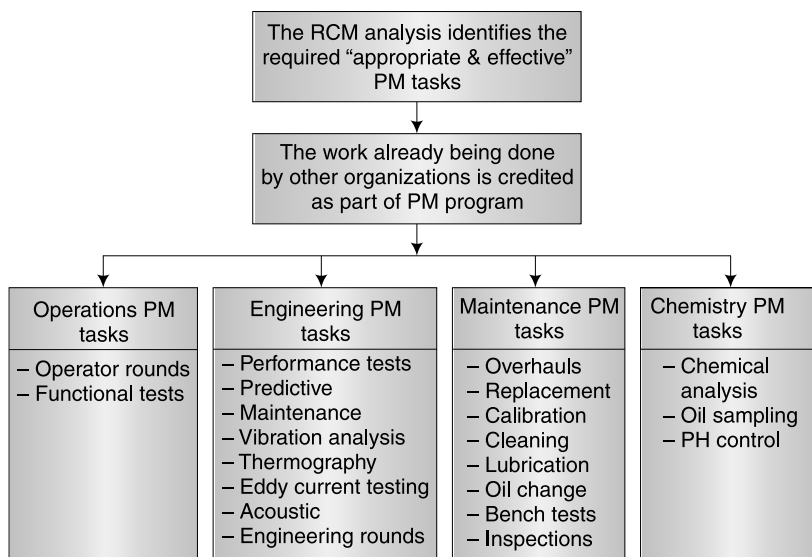 The RCM analysis identifies the
required “appropriate & effective”
PM tasks
The work already being done
by other organizations is credited
as part of PM program
Operations PM
tasks
– Operator rounds
– Functional tests
Engineering PM
tasks
– Performance tests
– Predictive
– Maintenance
– Vibration analysis
– Thermography
– Eddy current testing
– Acoustic
– Engineering rounds
Maintenance PM
tasks
– Overhauls
– Replacement
– Calibration
– Cleaning
– Lubrication
– Oil change
– Bench tests
– Inspections
Chemistry PM
tasks
– Chemical
analysis
– Oil sampling
– PH control